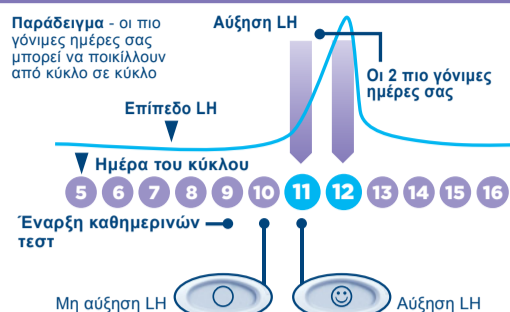 Παράδειγμα - οι πιο
γόνιμες ημέρες σας
μπορεί να ποικίλλουν
από κύκλο σε κύκλο
Αύξηση LH
Οι 2 πιο γόνιμες
ημέρες σας
Επίπεδο LH
Ημέρα του κύκλου
5 6 7 8 9 10 11 12 13 14 15 16
Έναρξη καθημερινών
τεστ
Μη αύξηση LH
Αύξηση LH